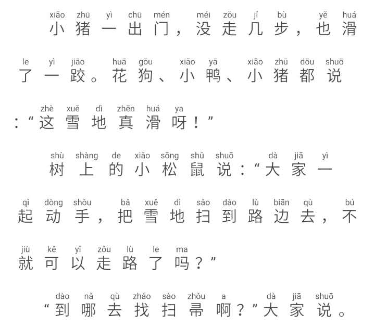 xiǎo zhū yì chū mén méi zǒu jǐ bù yě huá
小猪一出门，没走几步，也滑
le yì jiāo huā gǒu xiǎo yā xiǎo zhū dōu shuō
了一跤。花狗、小鸭、小猪都说
zhè xuě dì zhēn huá ya
：“这雪地真滑呀！”
shù shàng de xiǎo sōng shǔ shuō dà jiā yì
树上的小松鼠说：“大家一
qǐ dòng shǒu bǎ xuě dì sǎo dào lù biān qù bú
起动手，把雪地扫到路边去，不
jiù kě yǐ zǒu lù le ma
就可以走路了吗？”
dào nǎ qù zhǎo sào zhou a dà jiā shuō
“到哪去找扫帚啊？”大家说。